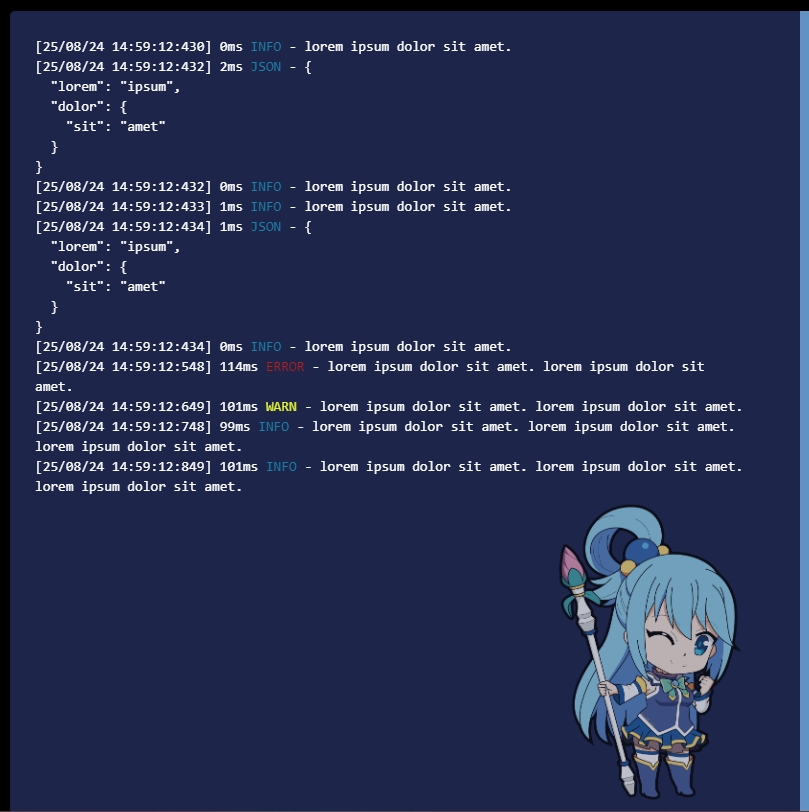 [25/08/24 14:59:12:430] 0ms INFO - lorem ipsum dolor sit amet.
[25/08/24 14:59:12:432] 2ms JSON - {
  "lorem": "ipsum",
  "dolor": {
    "sit": "amet"
  }
}
[25/08/24 14:59:12:432] 0ms INFO - lorem ipsum dolor sit amet.
[25/08/24 14:59:12:433] 1ms INFO - lorem ipsum dolor sit amet.
[25/08/24 14:59:12:434] 1ms JSON - {
  "lorem": "ipsum",
  "dolor": {
    "sit": "amet"
  }
}
[25/08/24 14:59:12:434] 0ms INFO - lorem ipsum dolor sit amet.
[25/08/24 14:59:12:548] 114ms ERROR - lorem ipsum dolor sit amet. lorem ipsum dolor sit
amet.
[25/08/24 14:59:12:649] 101ms WARN - lorem ipsum dolor sit amet. lorem ipsum dolor sit amet.
[25/08/24 14:59:12:748] 99ms INFO - lorem ipsum dolor sit amet. lorem ipsum dolor sit amet.
lorem ipsum dolor sit amet.
[25/08/24 14:59:12:849] 101ms INFO - lorem ipsum dolor sit amet. lorem ipsum dolor sit amet.
lorem ipsum dolor sit amet.